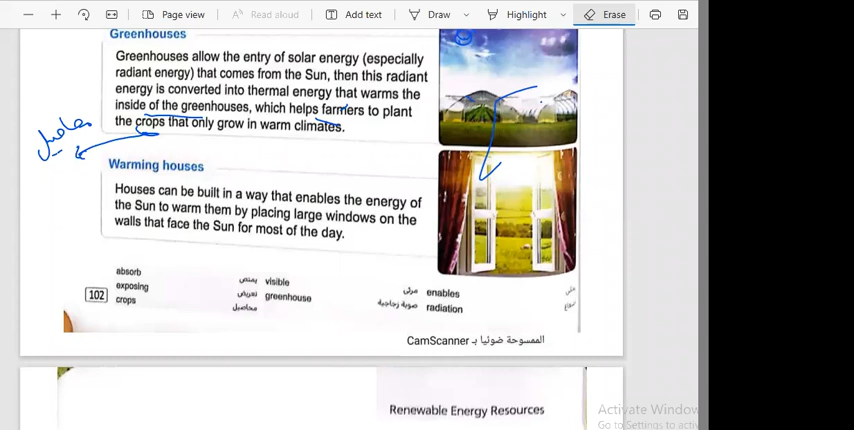 Page view
Read aloud
Add text
Draw
Highlight
Erase
Greenhouses
Greenhouses allow the entry of solar energy (especially
radiant energy) that comes from the Sun, then this radiant
energy is converted into thermal energy that warms the
inside of the greenhouses, which helps farmers to plant
the crops that only grow in warm climates.
محاصيل
Warming houses
Houses can be built in a way that enables the energy of
the Sun to warm them by placing large windows on the
walls that face the Sun for most of the day.
absorb يمتص visible مرئى enables
exposing تعريض greenhouse صوبة زجاجية radiation
crops محاصيل
102
الممسوحة ضوئيا بـ CamScanner
Renewable Energy Resources
Activate Window
Go to Settings to activ